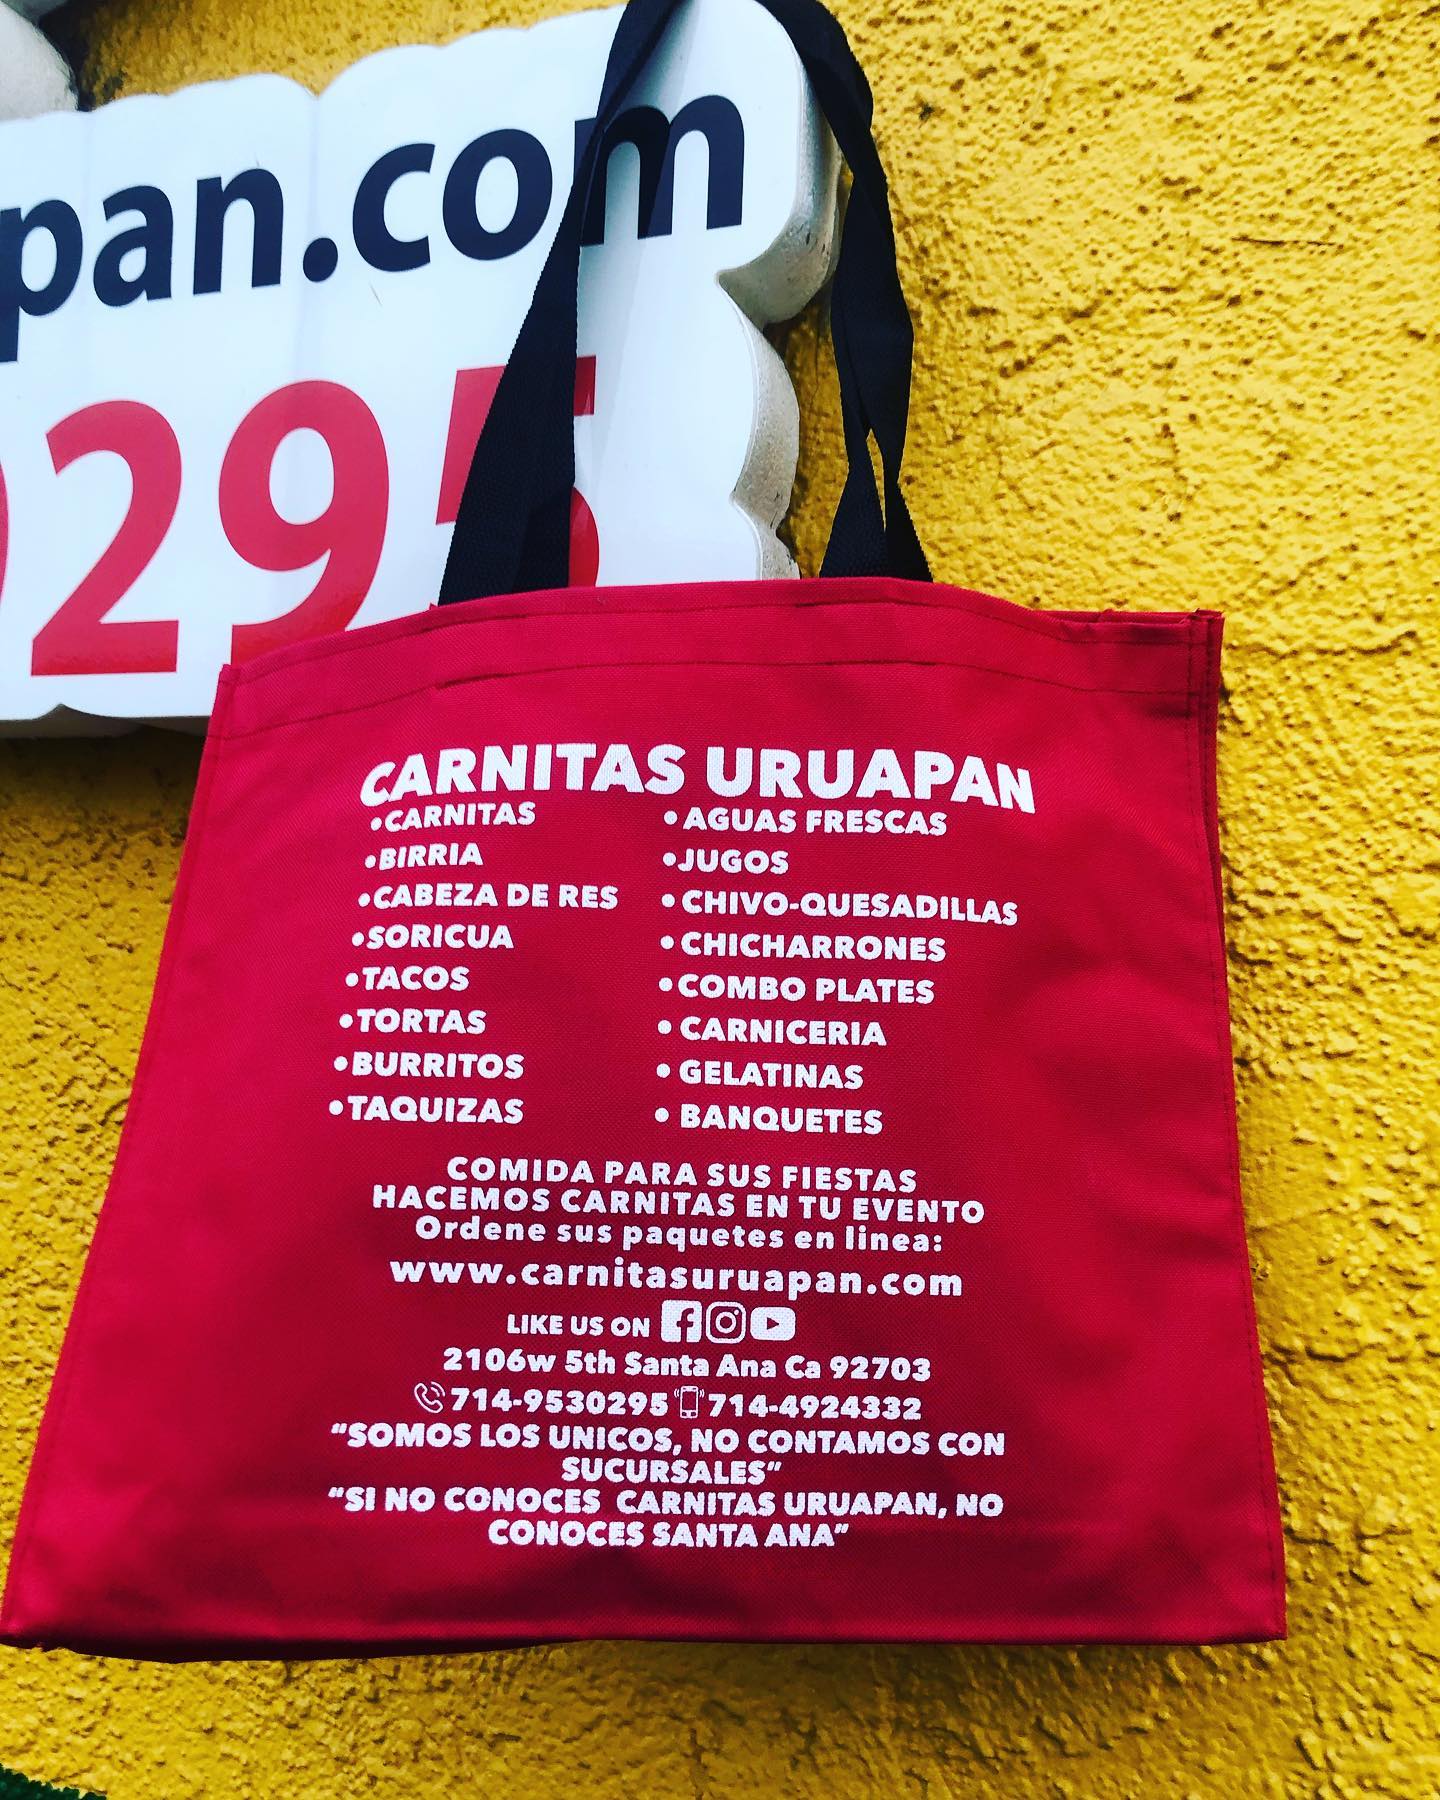 pan.com
295
CARNITAS URUAPAN
•CARNITAS
•BIRRIA
•CABEZA DE RES
•SORICUA
•TACOS
•TORTAS
•BURRITOS
•TAQUIZAS
•AGUAS FRESCAS
•JUGOS
•CHIVO-QUESADILLAS
•CHICHARRONES
•COMBO PLATES
•CARNICERIA
•GELATINAS
•BANQUETES
COMIDA PARA SUS FIESTAS
HACEMOS CARNITAS EN TU EVENTO
Ordene sus paquetes en linea:
www.carnitasuruapan.com
LIKE US ON
2106w 5th Santa Ana Ca 92703
714-9530295 714-4924332
“SOMOS LOS UNICOS, NO CONTAMOS CON
SUCURSALES”
“SI NO CONOCES CARNITAS URUAPAN, NO
CONOCES SANTA ANA”